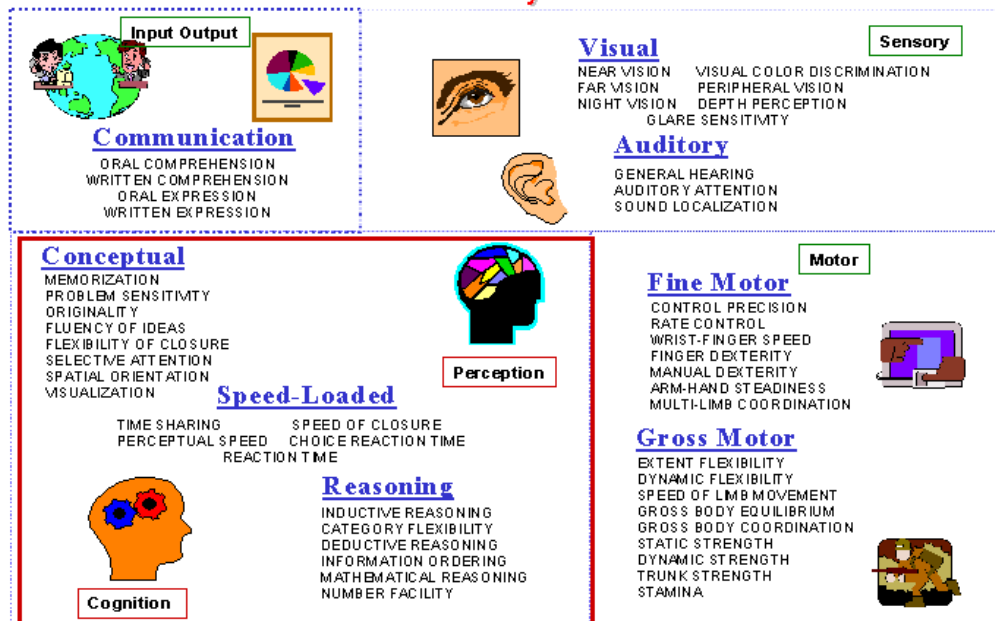 Input Output
Communication
ORAL COMPREHENSION
WRITTEN COMPREHENSION
ORAL EXPRESSION
WRITTEN EXPRESSION
Sensory
Visual
NEAR VISION VISUAL COLOR DISCRIMINATION
FAR VISION PERIPHERAL VISION
NIGHT VISION DEPTH PERCEPTION
GLARE SENSITIVITY
Auditory
GENERAL HEARING
AUDITORY ATTENTION
SOUND LOCALIZATION
Conceptual
MEMORIZATION
PROBLEM SENSITIVITY
ORIGINALITY
FLUENCY OF IDEAS
FLEXIBILITY OF CLOSURE
SELECTIVE ATTENTION
SPATIAL ORIENTATION
VISUALIZATION
Perception
Speed-Loaded
TIME SHARING SPEED OF CLOSURE
PERCEPTUAL SPEED CHOICE REACTION TIME
REACTION TIME
Reasoning
INDUCTIVE REASONING
CATEGORY FLEXIBILITY
DEDUCTIVE REASONING
INFORMATION ORDERING
MATHEMATICAL REASONING
NUMBER FACILITY
Cognition
Motor
Fine Motor
CONTROL PRECISION
RATE CONTROL
WRIST-FINGER SPEED
FINGER DEXTERITY
MANUAL DEXTERITY
ARM-HAND STEADINESS
MULTI-LIMB COORDINATION
Gross Motor
EXTENT FLEXIBILITY
DYNAMIC FLEXIBILITY
SPEED OF LIMB MOVEMENT
GROSS BODY EQUILIBRIUM
GROSS BODY COORDINATION
STATIC STRENGTH
DYNAMIC STRENGTH
TRUNK STRENGTH
STAMINA